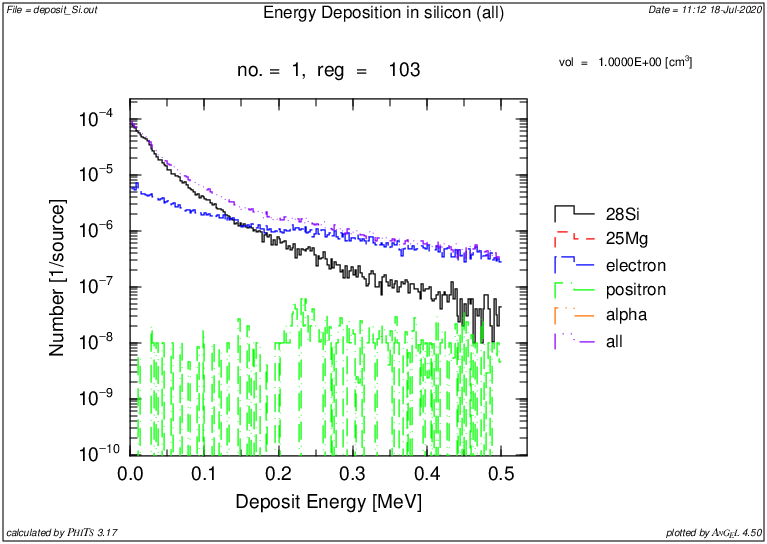 File = deposit_Si.out
Energy Deposition in silicon (all)
Date = 11:12 18-Jul-2020
no. = 1, reg = 103
vol = 1.0000E+00 [cm³]
Number [1/source]
10⁻⁴
10⁻⁵
10⁻⁶
10⁻⁷
10⁻⁸
10⁻⁹
10⁻¹⁰
0.0 0.1 0.2 0.3 0.4 0.5
Deposit Energy [MeV]
28Si
25Mg
electron
positron
alpha
all
calculated by PHITS 3.17
plotted by ANGEL 4.50